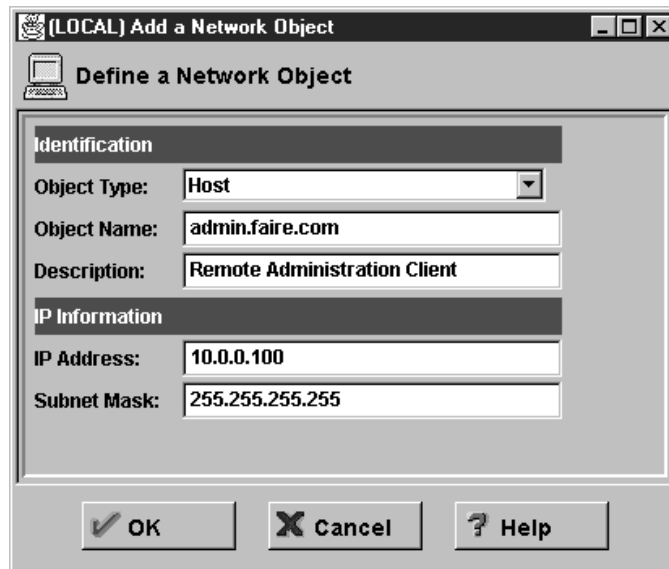 (LOCAL) Add a Network Object
Define a Network Object
Identification
Object Type: Host
Object Name: admin.faire.com
Description: Remote Administration Client
IP Information
IP Address: 10.0.0.100
Subnet Mask: 255.255.255.255
OK Cancel Help